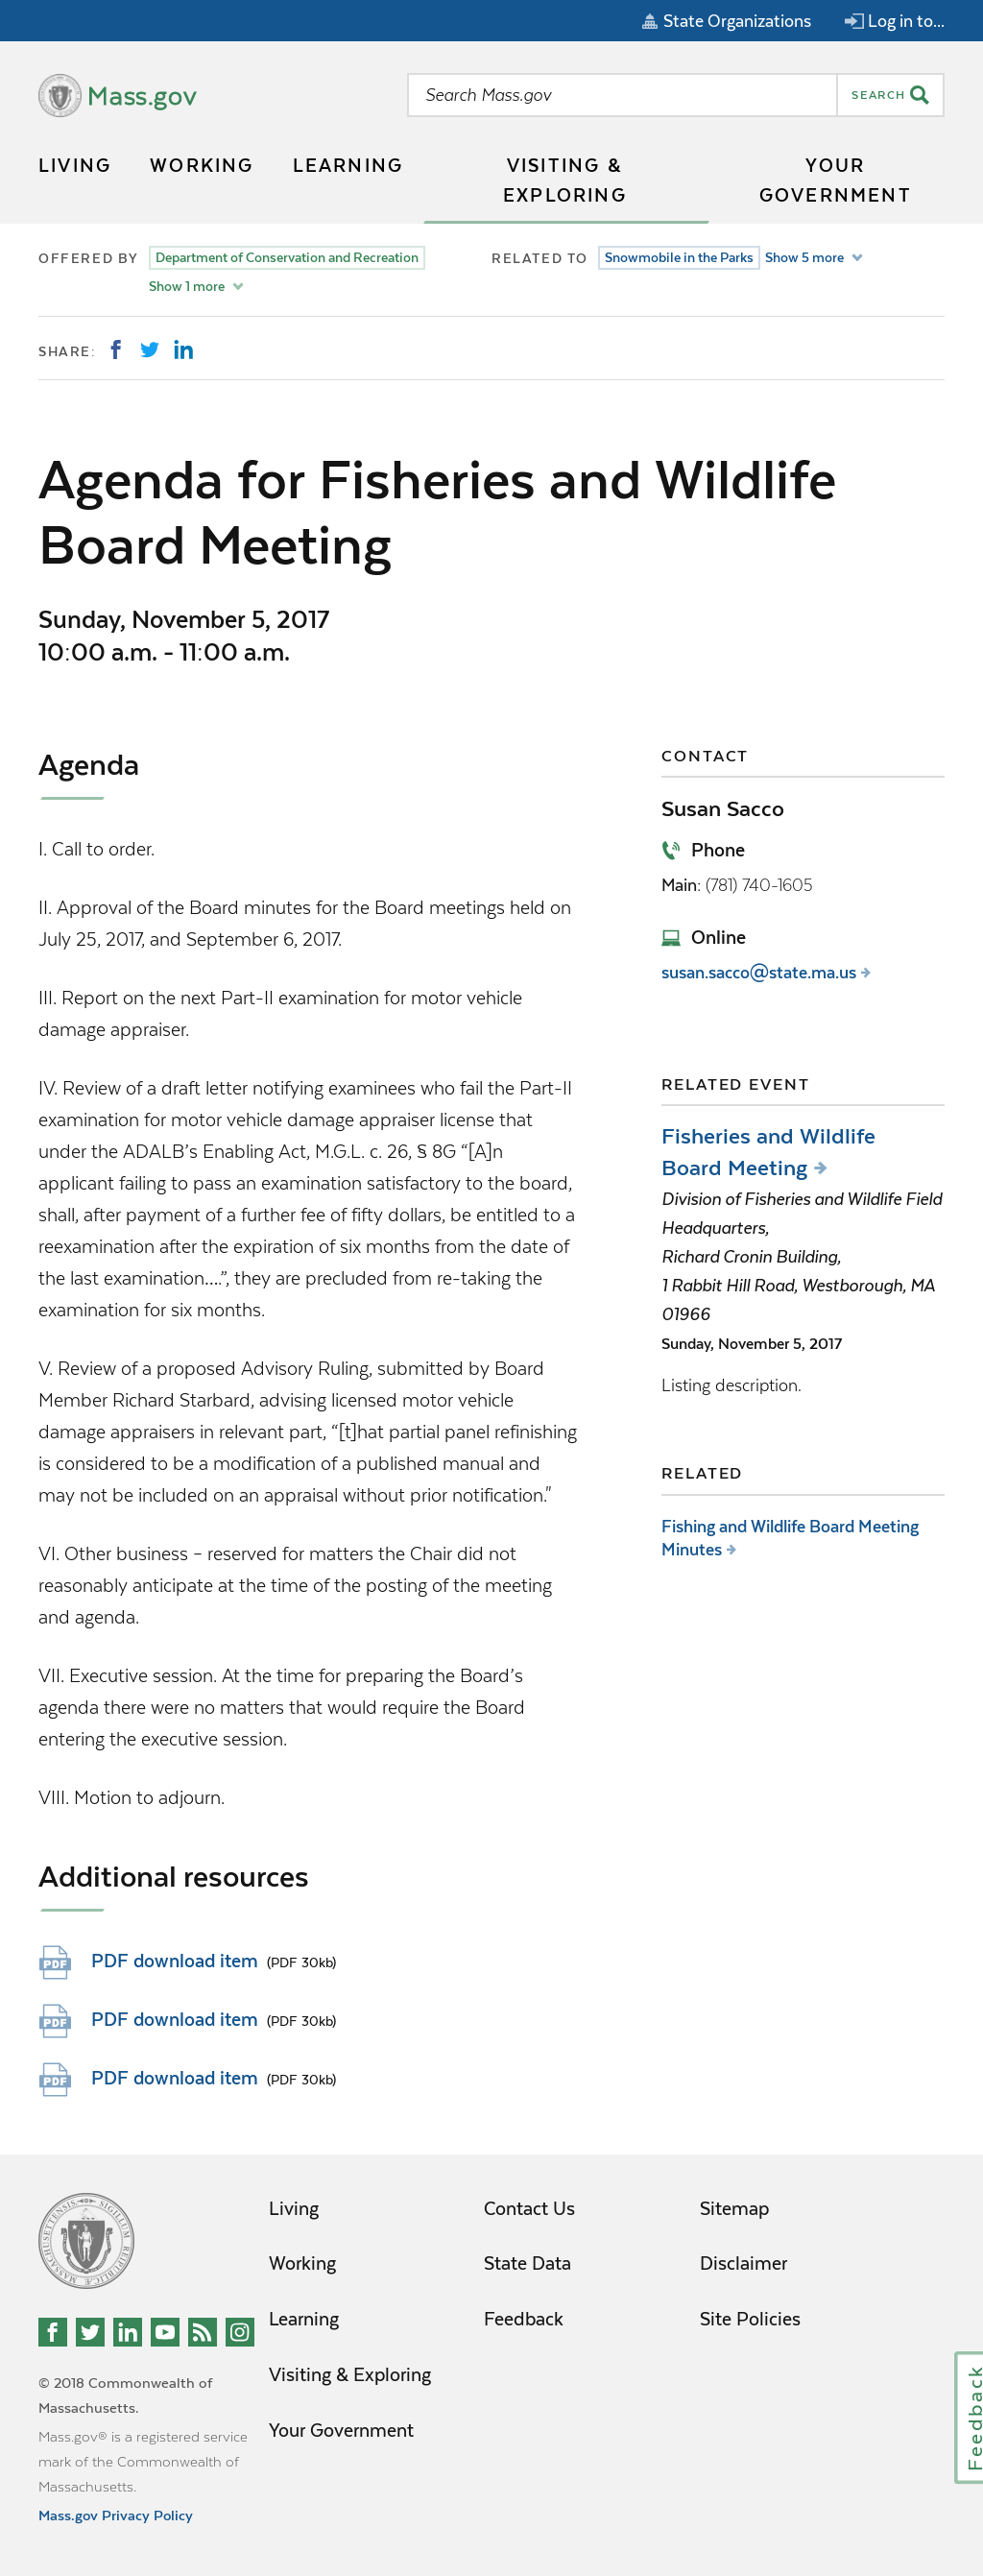 State Organizations
Log in to...
Mass.gov
Search Mass.gov
SEARCH
LIVING
WORKING
LEARNING
VISITING &
EXPLORING
YOUR
GOVERNMENT
OFFERED BY
Department of Conservation and Recreation
Show 1 more
RELATED TO
Snowmobile in the Parks
Show 5 more
SHARE:
Agenda for Fisheries and Wildlife
Board Meeting
Sunday, November 5, 2017
10:00 a.m. - 11:00 a.m.
Agenda
I. Call to order.
II. Approval of the Board minutes for the Board meetings held on
July 25, 2017, and September 6, 2017.
III. Report on the next Part-II examination for motor vehicle
damage appraiser.
IV. Review of a draft letter notifying examinees who fail the Part-II
examination for motor vehicle damage appraiser license that
under the ADALB’s Enabling Act, M.G.L. c. 26, § 8G “[A]n
applicant failing to pass an examination satisfactory to the board,
shall, after payment of a further fee of fifty dollars, be entitled to a
reexamination after the expiration of six months from the date of
the last examination….”, they are precluded from re-taking the
examination for six months.
V. Review of a proposed Advisory Ruling, submitted by Board
Member Richard Starbard, advising licensed motor vehicle
damage appraisers in relevant part, “[t]hat partial panel refinishing
is considered to be a modification of a published manual and
may not be included on an appraisal without prior notification."
VI. Other business – reserved for matters the Chair did not
reasonably anticipate at the time of the posting of the meeting
and agenda.
VII. Executive session. At the time for preparing the Board’s
agenda there were no matters that would require the Board
entering the executive session.
VIII. Motion to adjourn.
Additional resources
PDF
PDF download item (PDF 30kb)
PDF
PDF download item (PDF 30kb)
PDF
PDF download item (PDF 30kb)
CONTACT
Susan Sacco
Phone
Main: (781) 740-1605
Online
susan.sacco@state.ma.us
RELATED EVENT
Fisheries and Wildlife
Board Meeting
Division of Fisheries and Wildlife Field
Headquarters,
Richard Cronin Building,
1 Rabbit Hill Road, Westborough, MA
01966
Sunday, November 5, 2017
Listing description.
RELATED
Fishing and Wildlife Board Meeting
Minutes
Living
Working
Learning
Visiting & Exploring
Your Government
Contact Us
State Data
Feedback
Sitemap
Disclaimer
Site Policies
© 2018 Commonwealth of
Massachusetts.
Mass.gov® is a registered service
mark of the Commonwealth of
Massachusetts.
Mass.gov Privacy Policy
Feedback